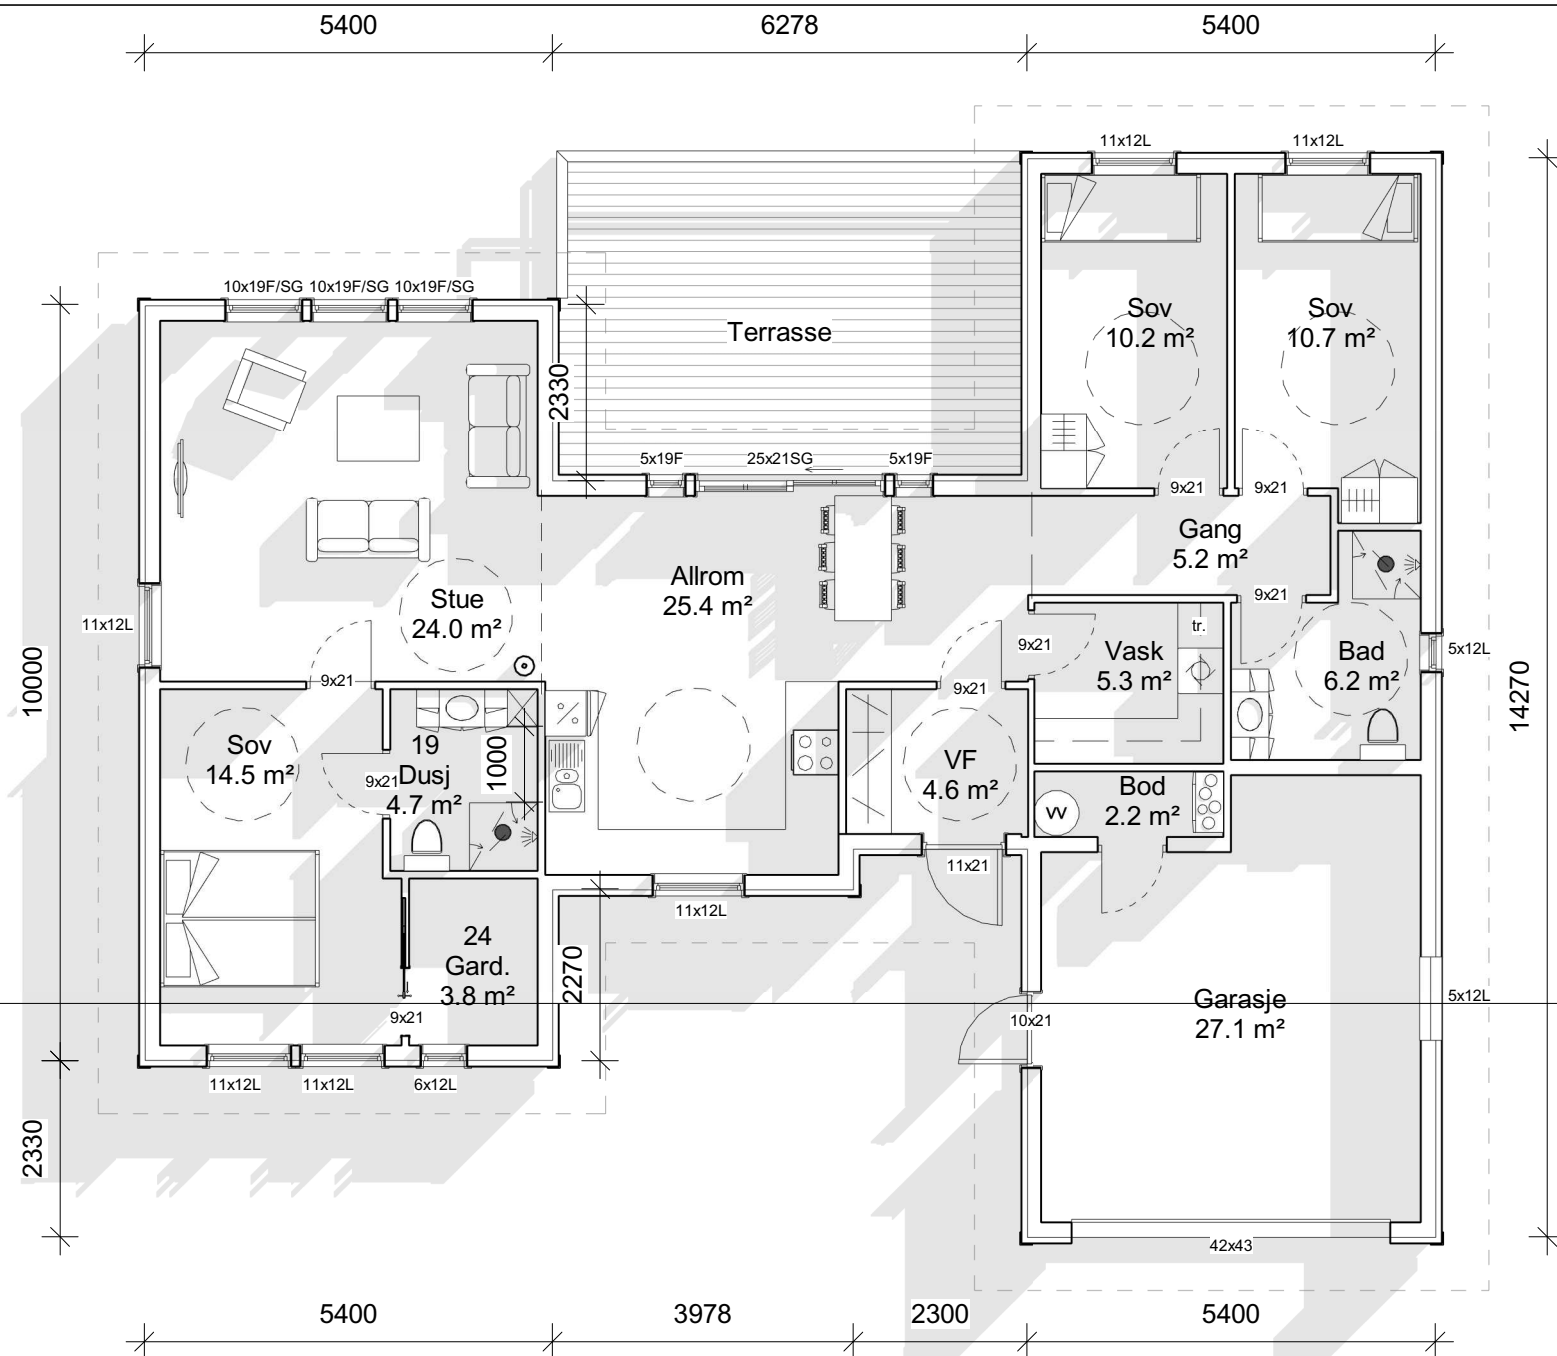 5400
6278
5400
11x12L
11x12L
10x19F/SG
10x19F/SG
10x19F/SG
Terrasse
2330
Sov
10.2 m²
Sov
10.7 m²
5x19F
25x21SG
5x19F
9x21
9x21
Gang
5.2 m²
Allrom
25.4 m²
Stue
24.0 m²
11x12L
9x21
9x21
tr.
Vask
5.3 m²
Bad
6.2 m²
5x12L
10000
14270
9x21
9x21
Sov
14.5 m²
19
Dusj
4.7 m²
1000
9x21
VF
4.6 m²
Bod
2.2 m²
VV
11x21
11x12L
24
Gard.
3.8 m²
2270
9x21
10x21
Garasje
27.1 m²
5x12L
11x12L
11x12L
6x12L
2330
42x43
5400
3978
2300
5400